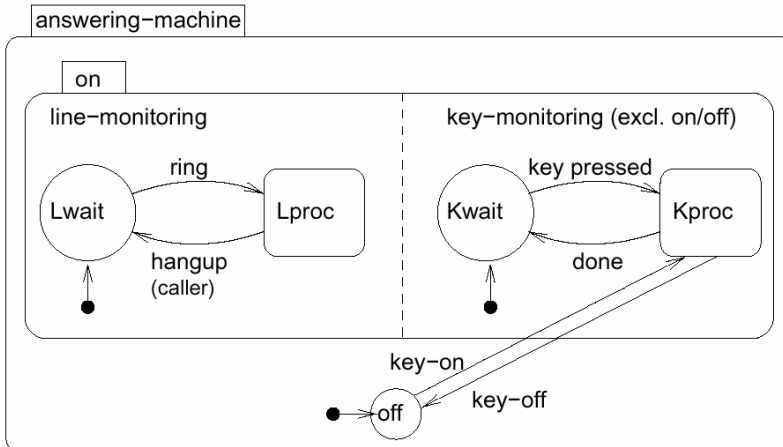 answering−machine
on
line−monitoring
key−monitoring (excl. on/off)
ring
key pressed
Lwait
Lproc
Kwait
Kproc
hangup
(caller)
done
key−on
key−off
off